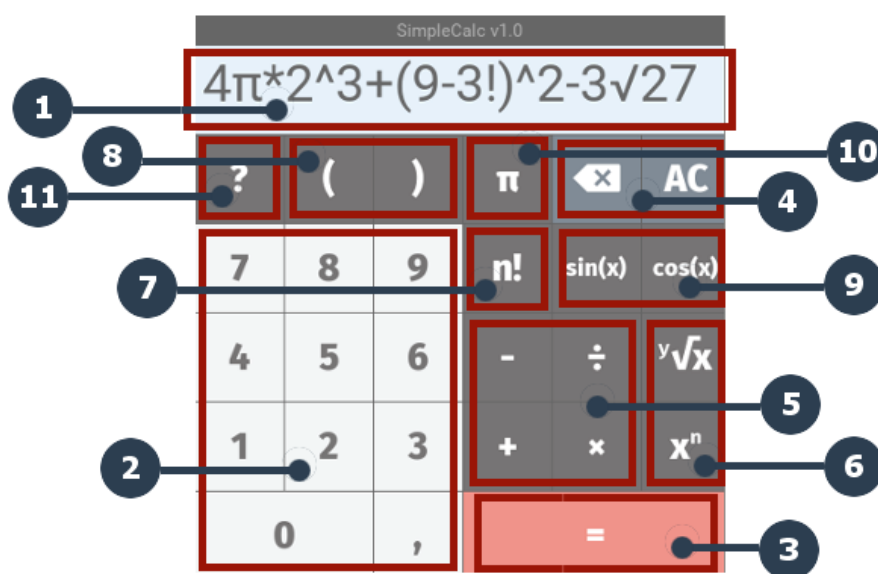 SimpleCalc v1.0
4π*2^3+(9-3!)^2-3√27
1
8
10
11
? ( ) π AC
4
7 8 9 n! sin(x) cos(x)
7
9
4 5 6 - ÷ ʸ√x
5
1 2 3 + × xⁿ
2
6
0 , =
3